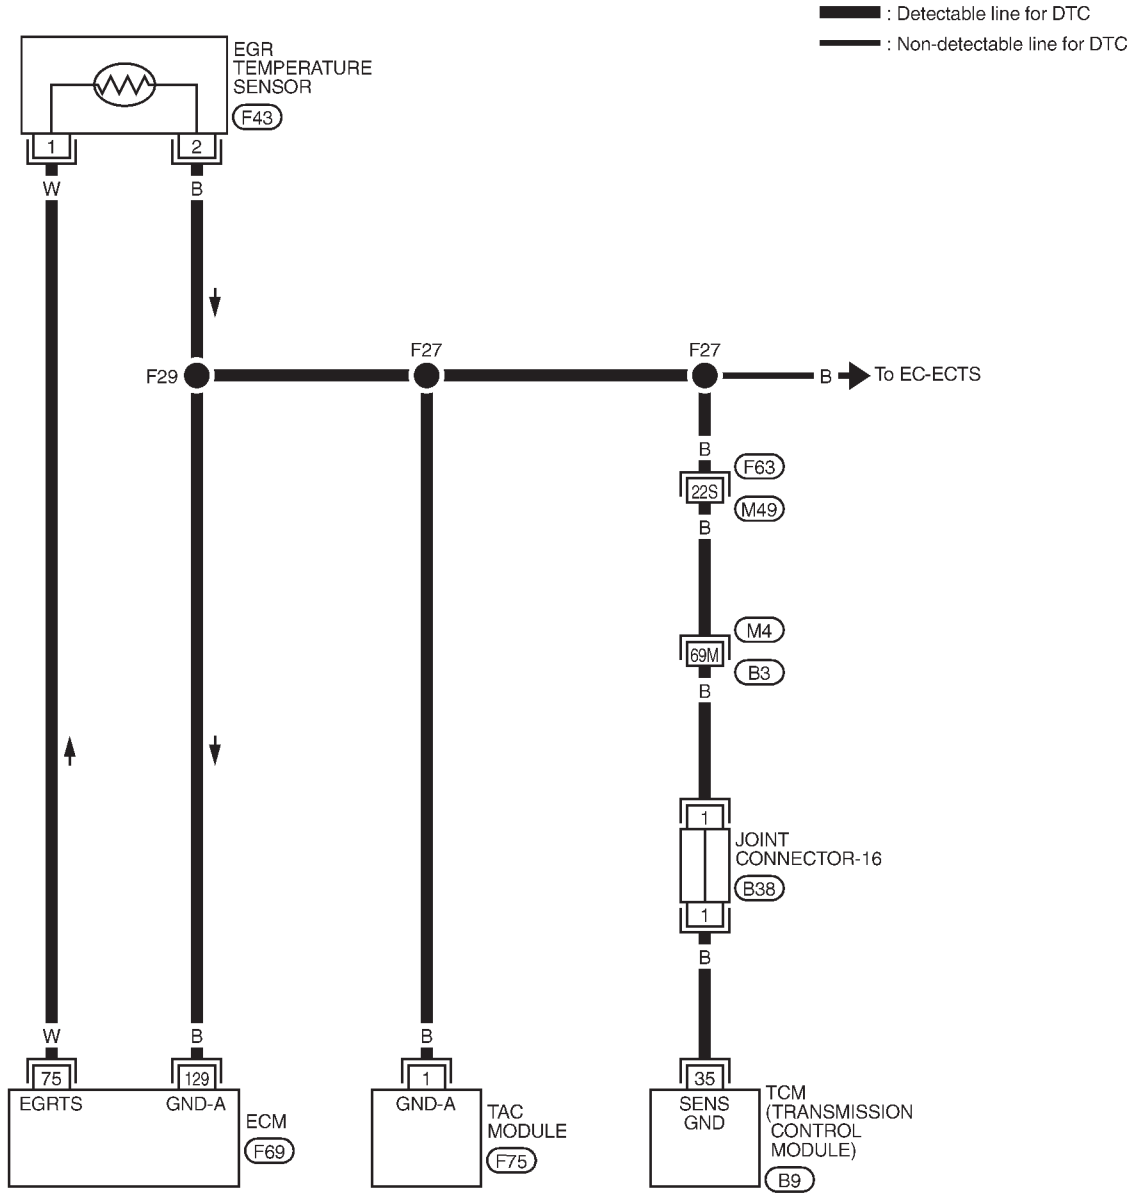 : Detectable line for DTC
: Non-detectable line for DTC
EGR
TEMPERATURE
SENSOR
F43
1
2
W
B
F27
F27
F29
B
To EC-ECTS
B
F63
22S
M49
B
M4
69M
B3
B
1
JOINT
CONNECTOR-16
B38
1
B
W
B
B
75
129
1
35
EGRTS
GND-A
ECM
F69
GND-A
TAC
MODULE
F75
SENS
GND
TCM
(TRANSMISSION
CONTROL
MODULE)
B9